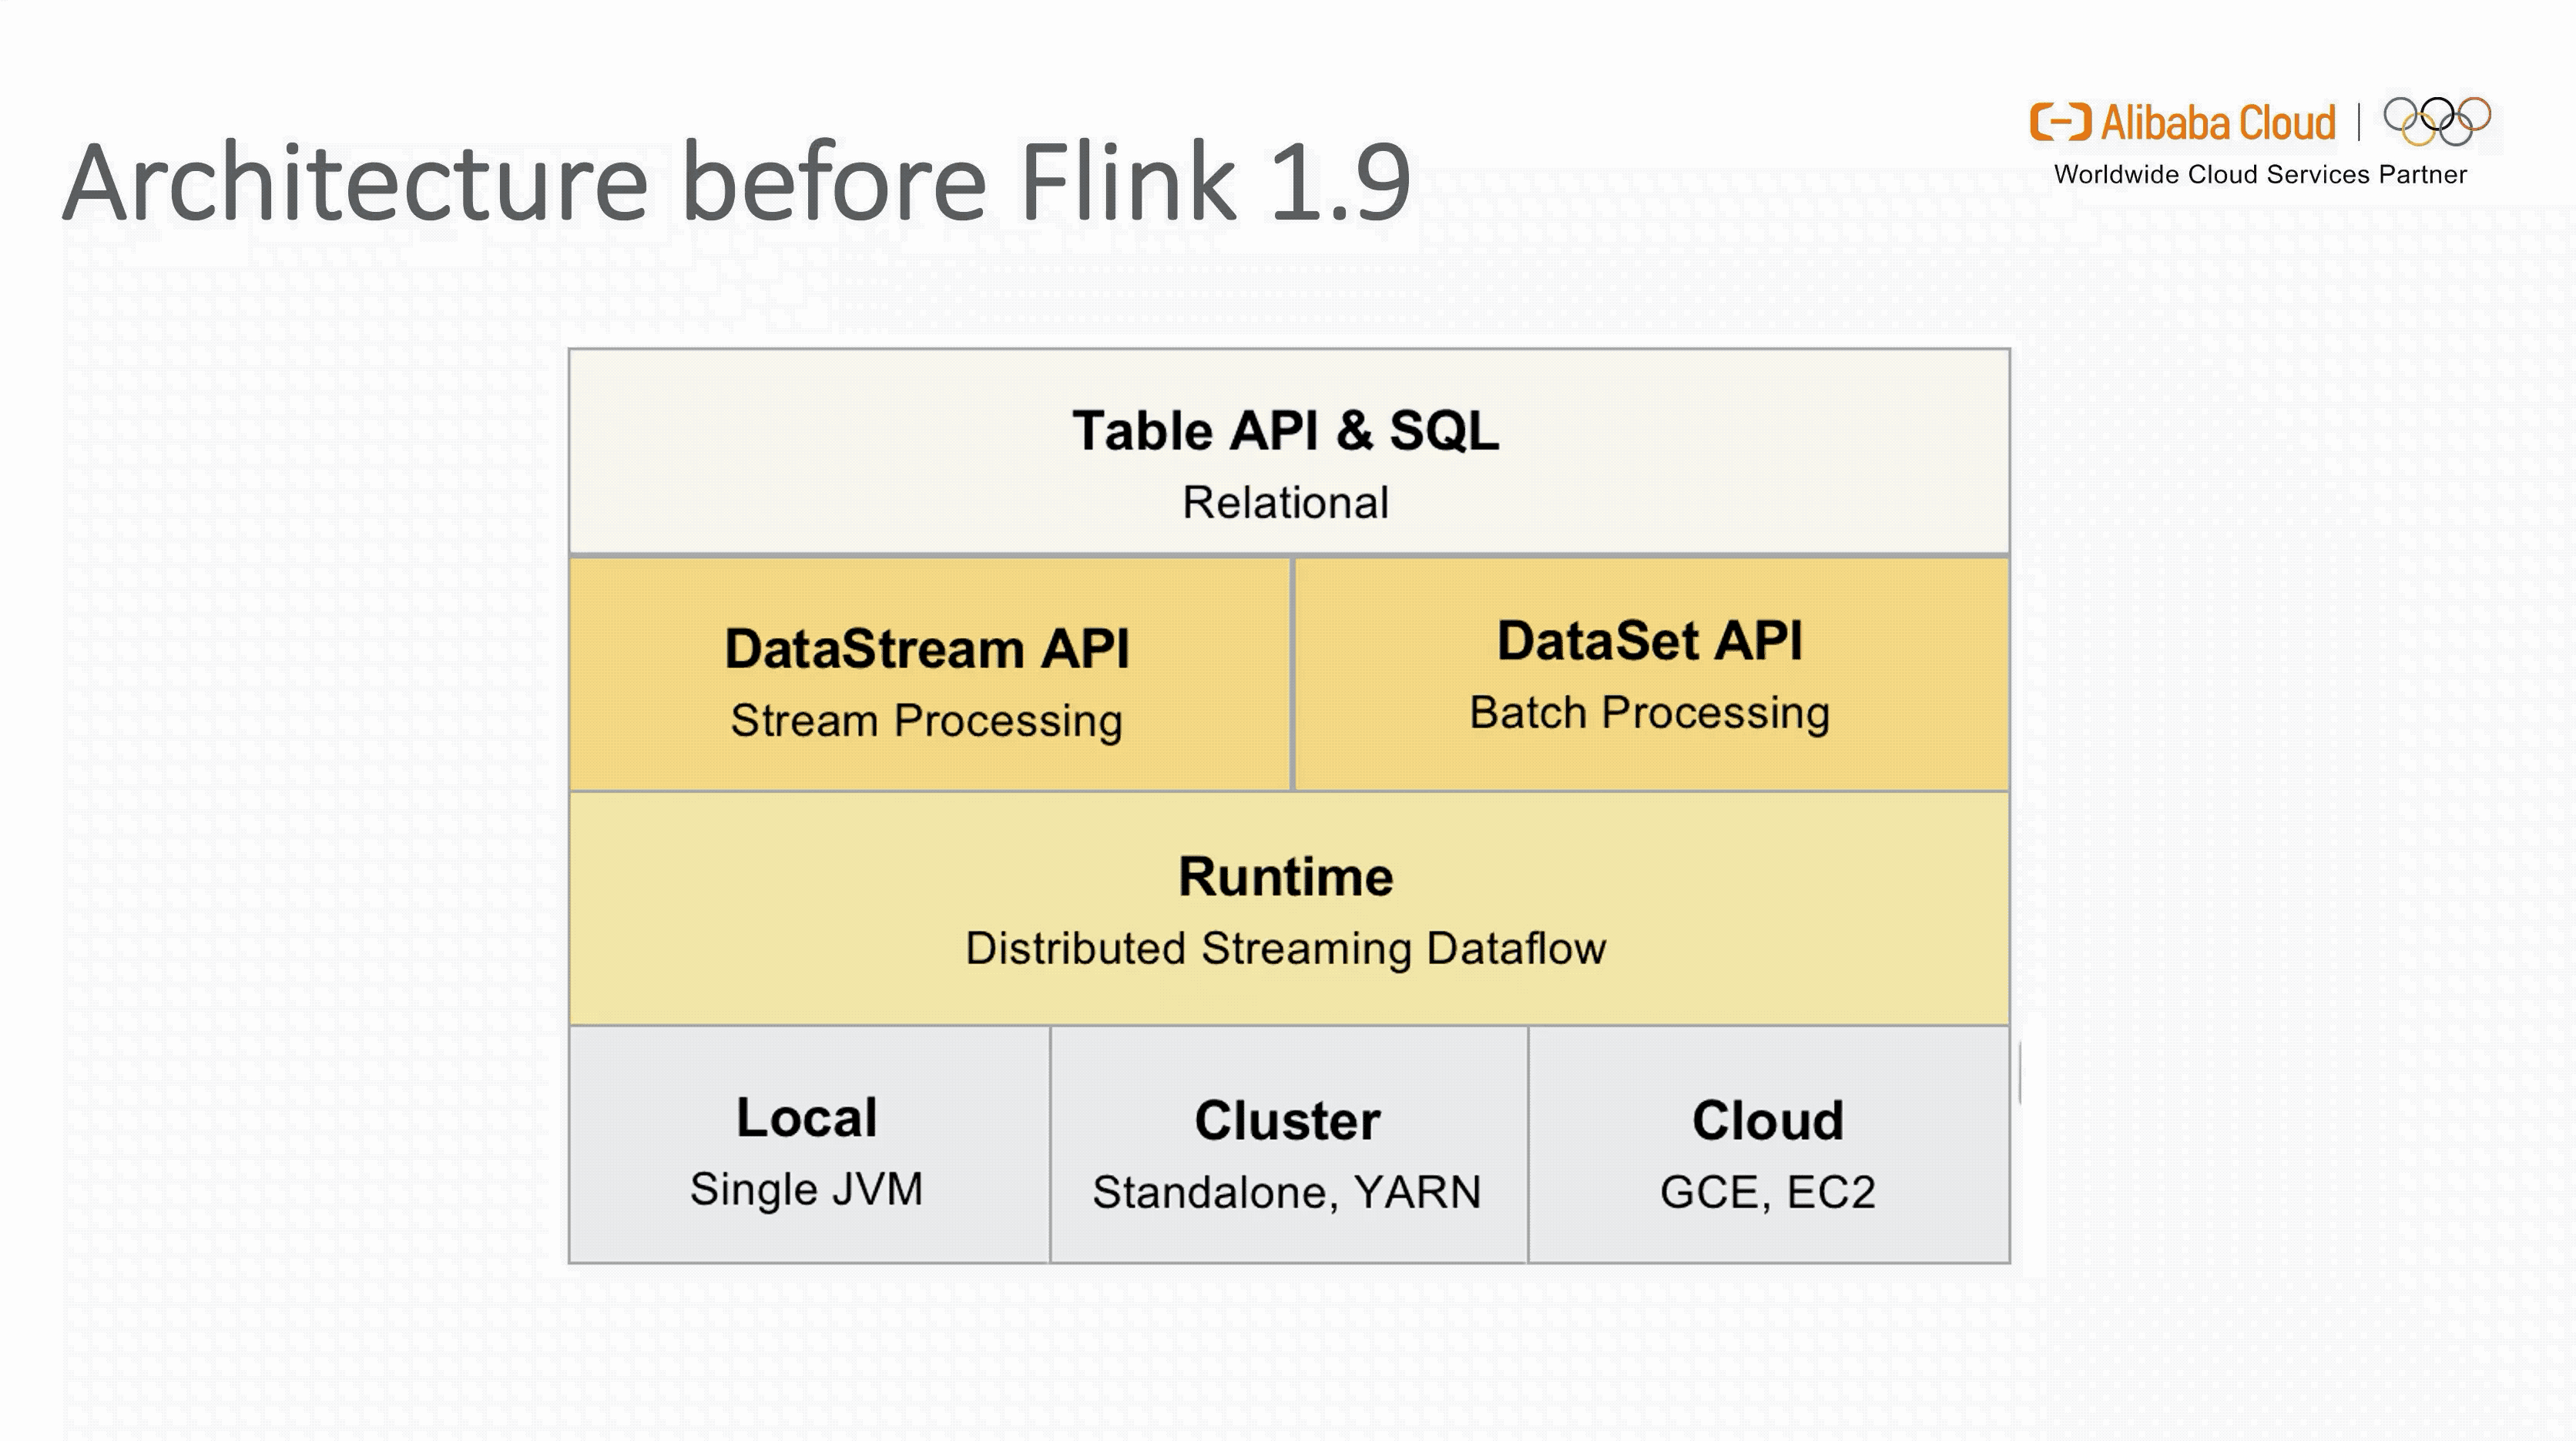 Architecture before Flink 1.9
Alibaba Cloud
Worldwide Cloud Services Partner
Table API & SQL
Relational
DataStream API
Stream Processing
DataSet API
Batch Processing
Runtime
Distributed Streaming Dataflow
Local
Single JVM
Cluster
Standalone, YARN
Cloud
GCE, EC2